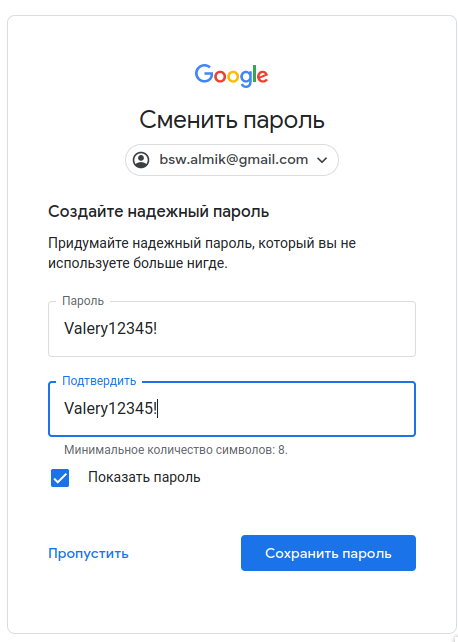 Google
Сменить пароль
bsw.almik@gmail.com
Создайте надежный пароль
Придумайте надежный пароль, который вы не
используете больше нигде.
Пароль
Valery12345!
Подтвердить
Valery12345!
Минимальное количество символов: 8.
Показать пароль
Пропустить
Сохранить пароль